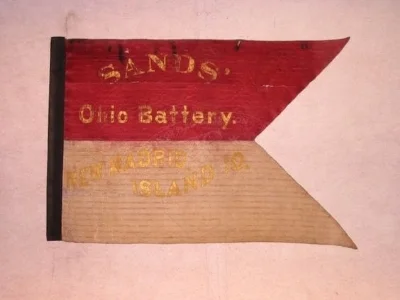 SANDS'
Ohio Battery.
NEW MADRID
ISLAND 10.